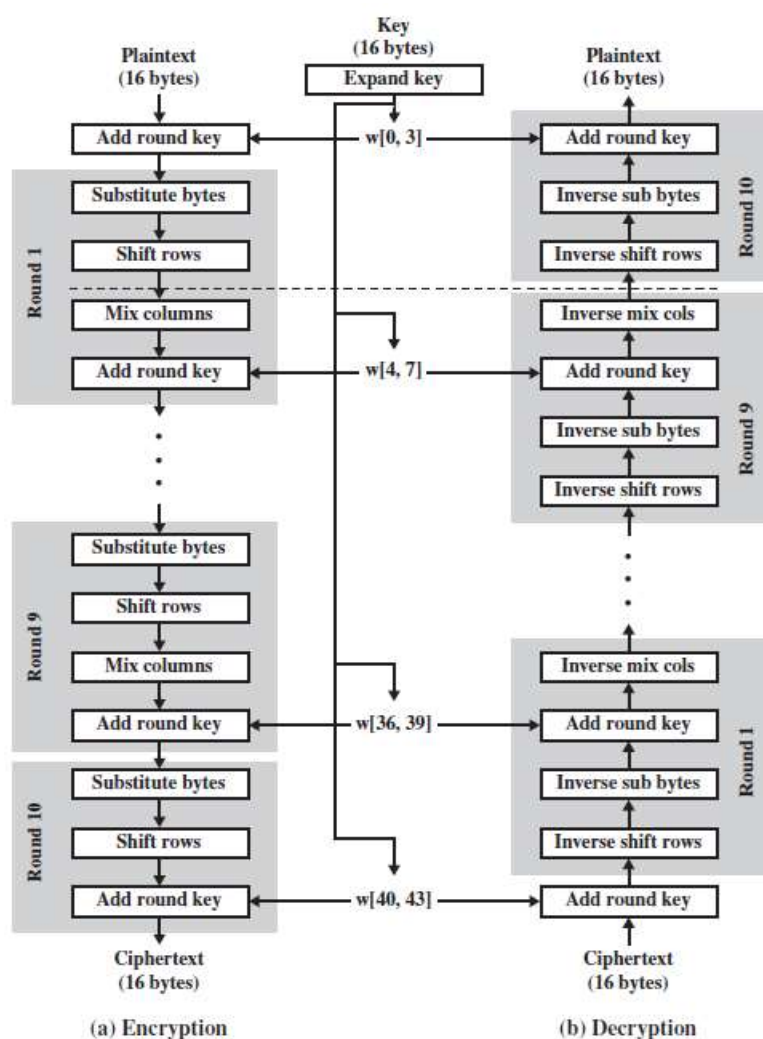 Key
(16 bytes)
Plaintext
(16 bytes)
Expand key
Plaintext
(16 bytes)
Add round key
w[0, 3]
Add round key
Round 1
Substitute bytes
Shift rows
Mix columns
Add round key
Round 10
Inverse sub bytes
Inverse shift rows
w[4, 7]
Inverse mix cols
Add round key
Inverse sub bytes
Inverse shift rows
Round 9
Round 9
Substitute bytes
Shift rows
Mix columns
Add round key
w[36, 39]
Inverse mix cols
Add round key
Inverse sub bytes
Inverse shift rows
Round 1
Round 10
Substitute bytes
Shift rows
Add round key
w[40, 43]
Add round key
Ciphertext
(16 bytes)
Ciphertext
(16 bytes)
(a) Encryption
(b) Decryption